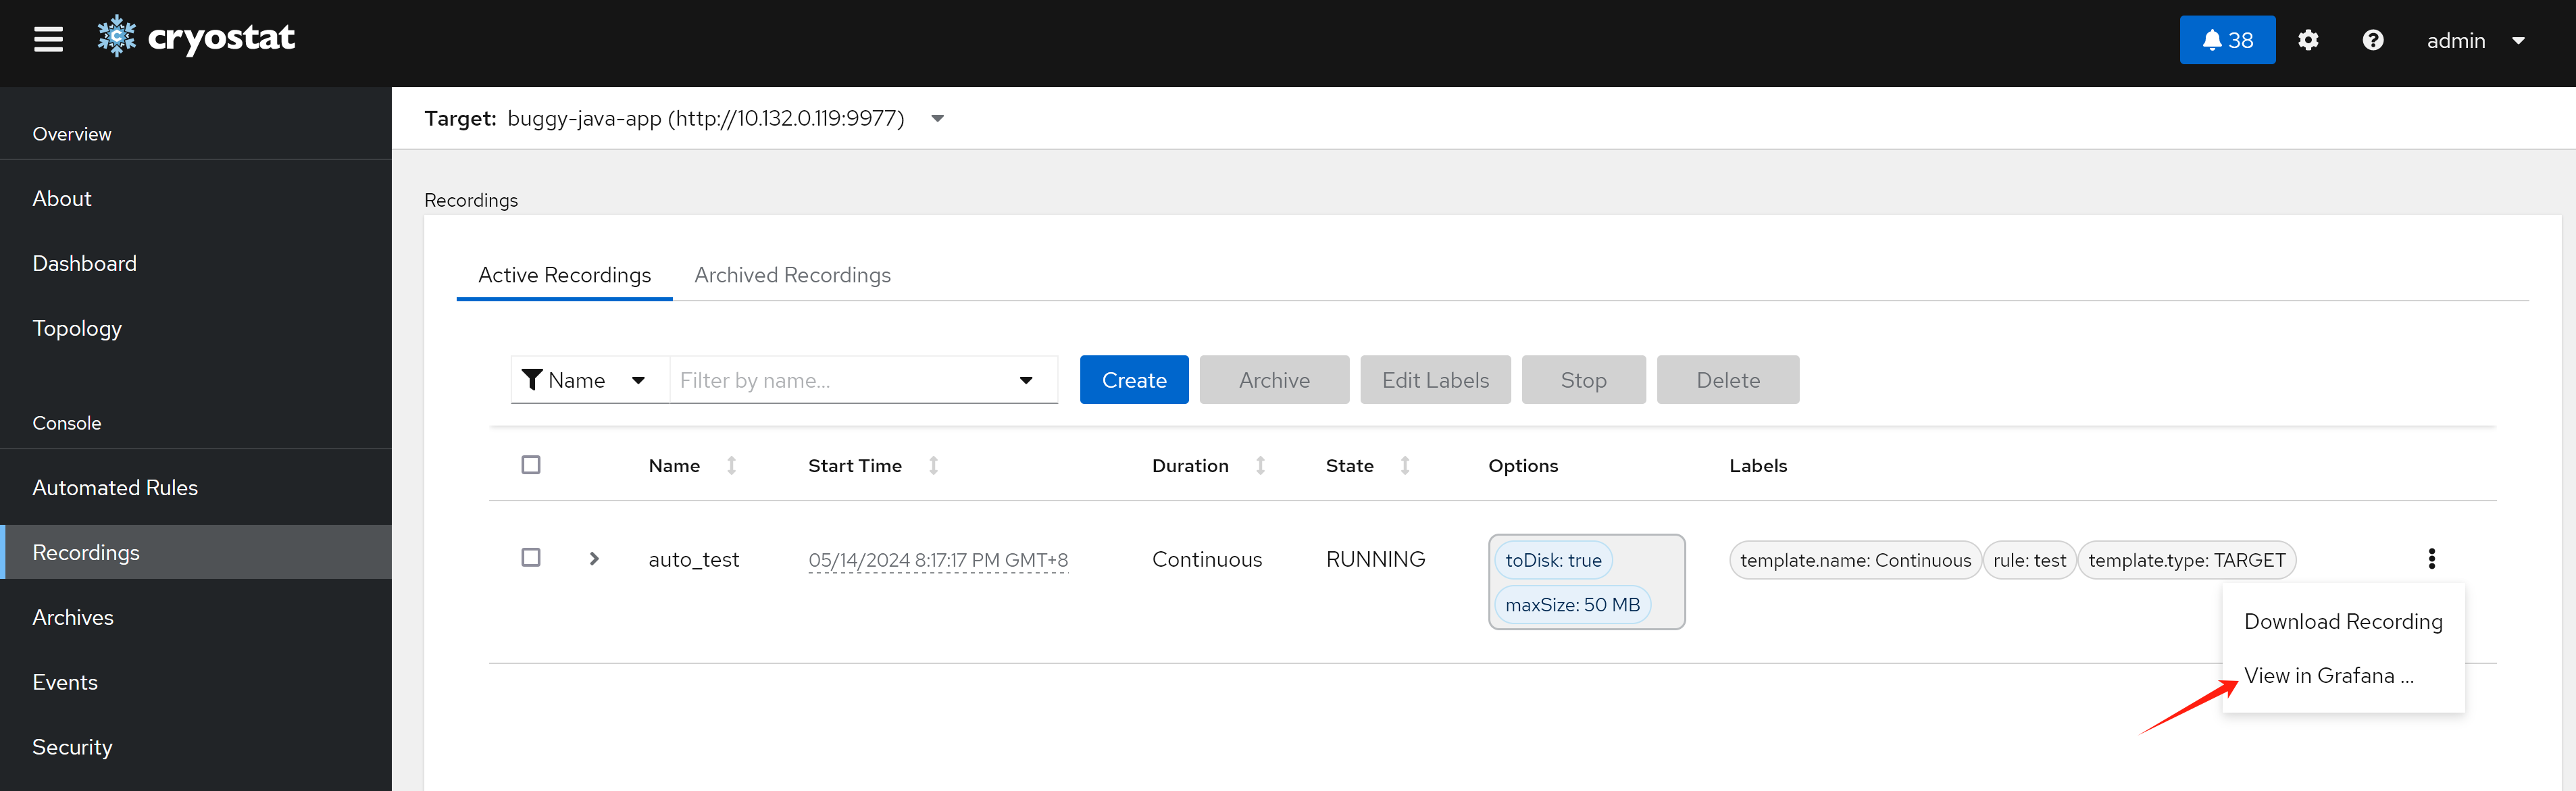 cryostat
38
admin
Overview
About
Dashboard
Topology
Console
Automated Rules
Recordings
Archives
Events
Security
Target: buggy-java-app (http://10.132.0.119:9977)
Recordings
Active Recordings Archived Recordings
Name Filter by name... Create Archive Edit Labels Stop Delete
Name Start Time Duration State Options Labels
auto_test 05/14/2024 8:17:17 PM GMT+8 Continuous RUNNING toDisk: true template.name: Continuous rule: test template.type: TARGET
maxSize: 50 MB
Download Recording
View in Grafana ...